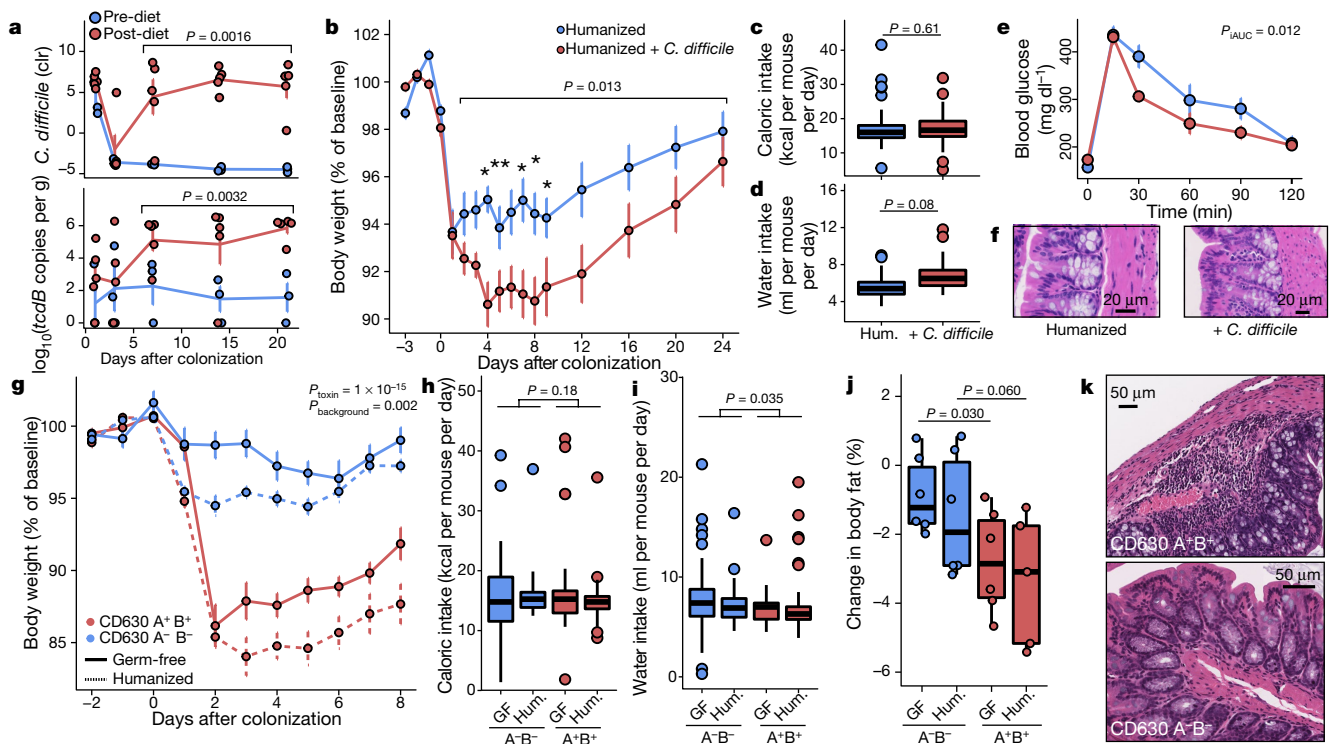 a
Pre-diet
Post-diet
P = 0.0016
C. difficile (clr)
10
5
0
−5
P = 0.0032
log10(tcdB copies per g)
6
4
2
0
0 5 10 15 20
Days after colonization
b
Humanized
Humanized + C. difficile
P = 0.013
Body weight (% of baseline)
102
100
98
96
94
92
90
* ** * * *
−3 0 4 8 12 16 20 24
Days after colonization
c
P = 0.61
Caloric intake
(kcal per mouse
per day)
40
30
20
10
d
P = 0.08
Water intake
(ml per mouse
per day)
16
12
8
4
Hum. + C. difficile
e
PiAUC = 0.012
Blood glucose
(mg dl−1)
400
300
200
0 30 60 90 120
Time (min)
f
20 μm
20 μm
Humanized
+ C. difficile
g
Ptoxin = 1 × 10−15
Pbackground = 0.002
Body weight (% of baseline)
100
95
90
85
CD630 A+ B+
CD630 A− B−
Germ-free
Humanized
−2 0 2 4 6 8
Days after colonization
h
P = 0.18
Caloric intake (kcal per mouse per day)
50
40
30
20
10
0
GF Hum. GF Hum.
A−B− A+B+
i
P = 0.035
Water intake (ml per mouse per day)
30
20
10
0
GF Hum. GF Hum.
A−B− A+B+
j
P = 0.060
P = 0.030
Change in body fat (%)
0
−2
−4
−6
GF Hum. GF Hum.
A−B− A+B+
k
50 μm
CD630 A+B+
50 μm
CD630 A−B−